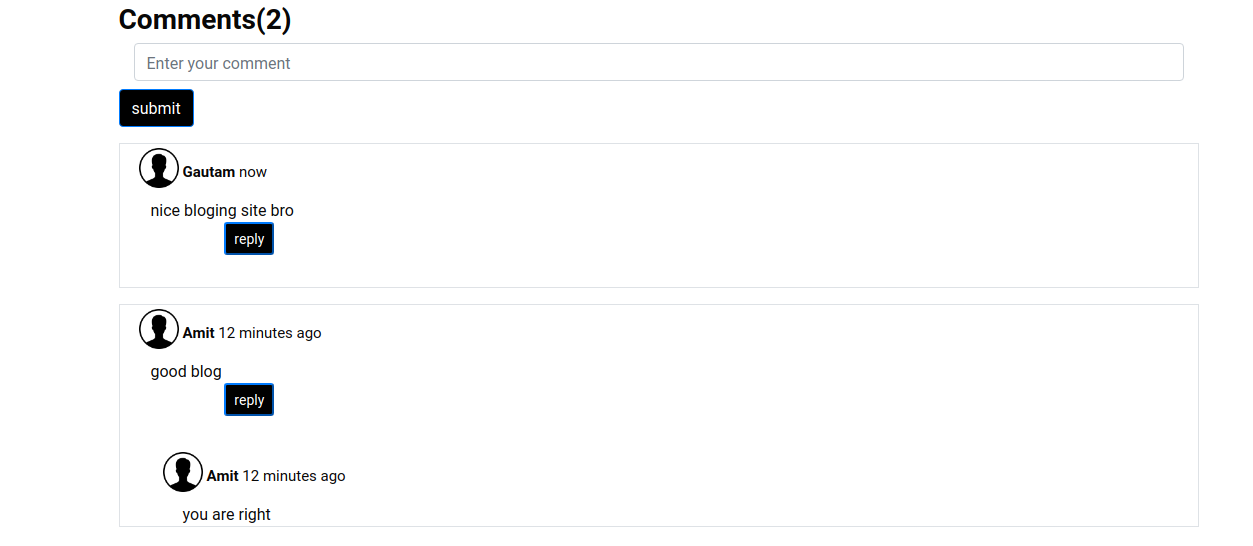 Comments(2)
Enter your comment
submit
Gautam now
nice bloging site bro
reply
Amit 12 minutes ago
good blog
reply
Amit 12 minutes ago
you are right